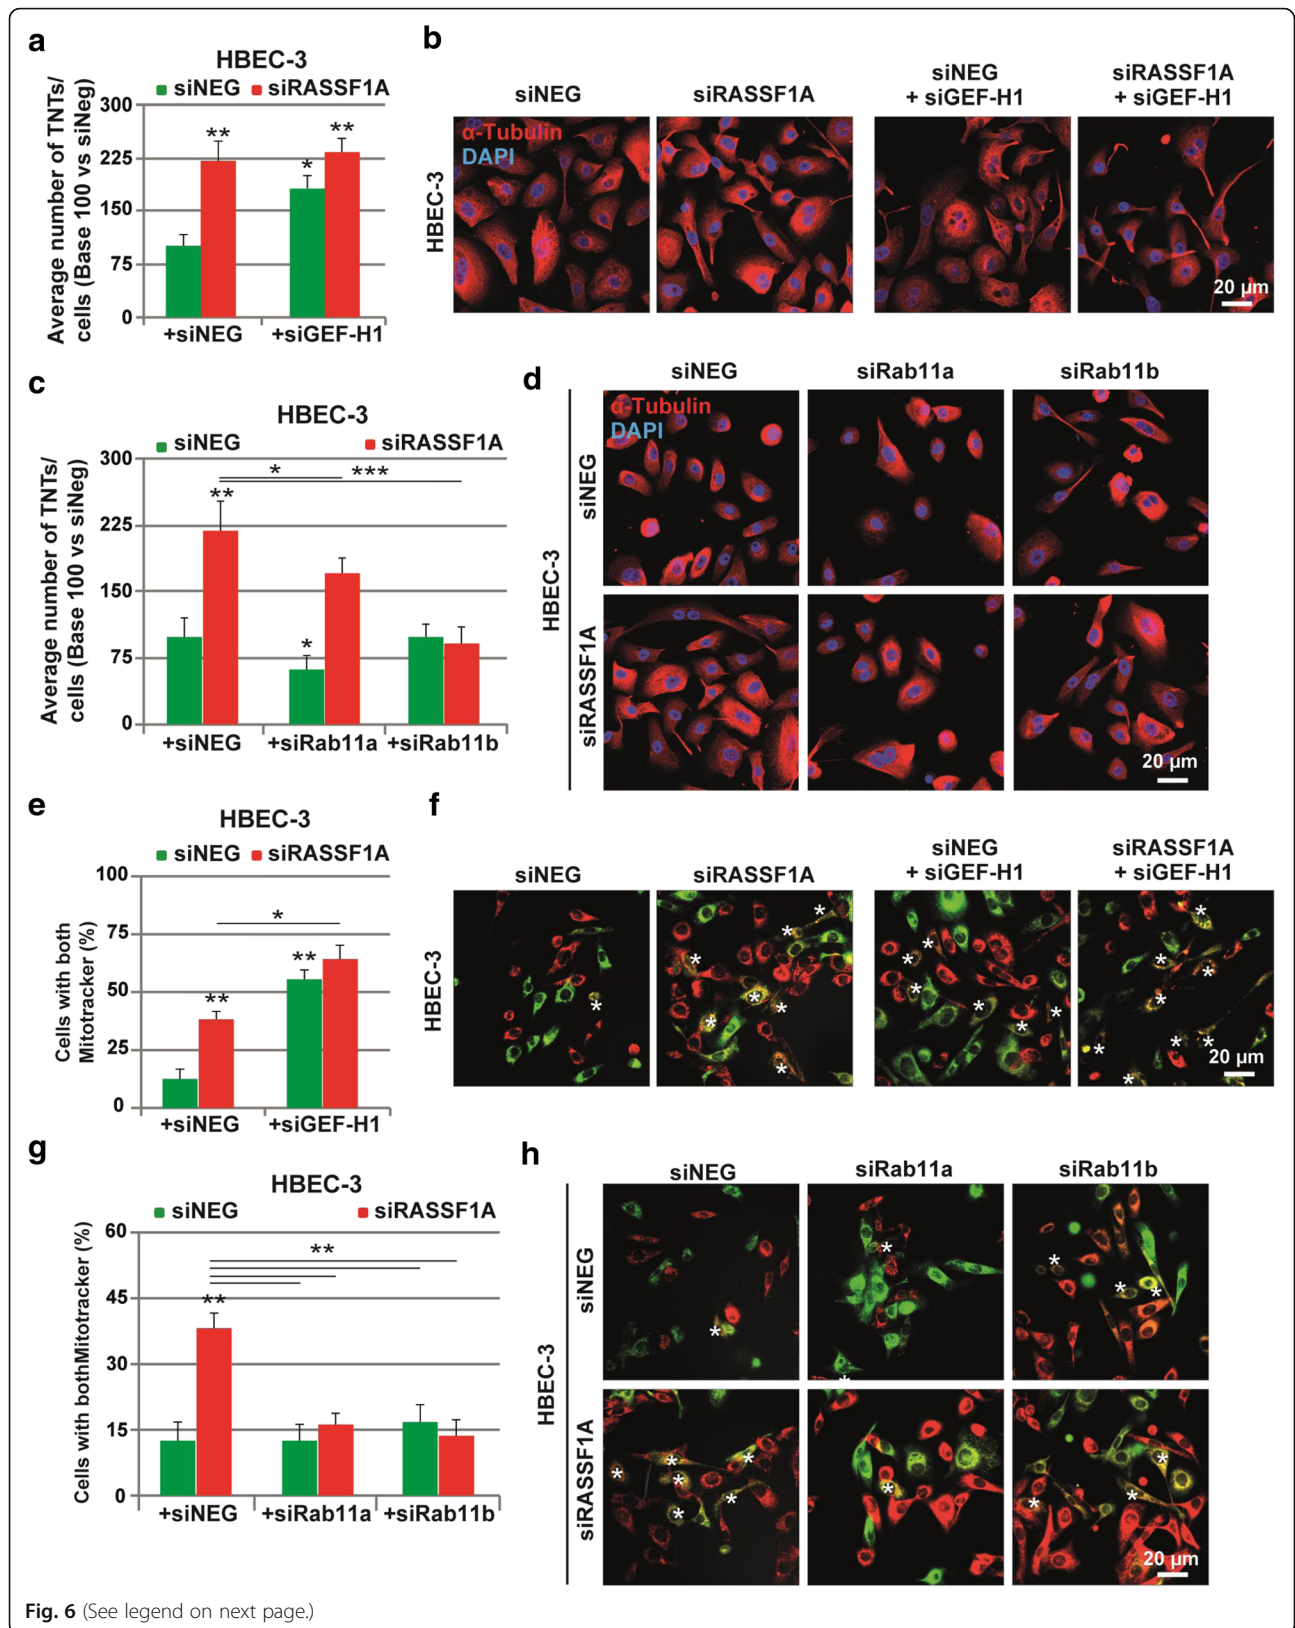 a
HBEC-3
siNEG siRASSF1A
Average number of TNTs/
cells (Base 100 vs siNeg)
300
225
150
75
0
**
*
**
+siNEG +siGEF-H1
b
siNEG siRASSF1A siNEG
+ siGEF-H1 siRASSF1A
+ siGEF-H1
HBEC-3
α-Tubulin
DAPI
20 µm
c
HBEC-3
siNEG siRASSF1A
Average number of TNTs/
cells (Base 100 vs siNeg)
300
225
150
75
0
* ***
**
*
+siNEG +siRab11a +siRab11b
d
siNEG siRab11a siRab11b
HBEC-3
siNEG
siRASSF1A
α-Tubulin
DAPI
20 µm
e
HBEC-3
siNEG siRASSF1A
Cells with both
Mitotracker (%)
100
75
50
25
0
*
**
**
+siNEG +siGEF-H1
f
siNEG siRASSF1A siNEG
+ siGEF-H1 siRASSF1A
+ siGEF-H1
HBEC-3
20 µm
g
HBEC-3
siNEG siRASSF1A
Cells with bothMitotracker (%)
60
45
30
15
0
**
**
+siNEG +siRab11a +siRab11b
h
siNEG siRab11a siRab11b
HBEC-3
siNEG
siRASSF1A
20 µm
Fig. 6 (See legend on next page.)